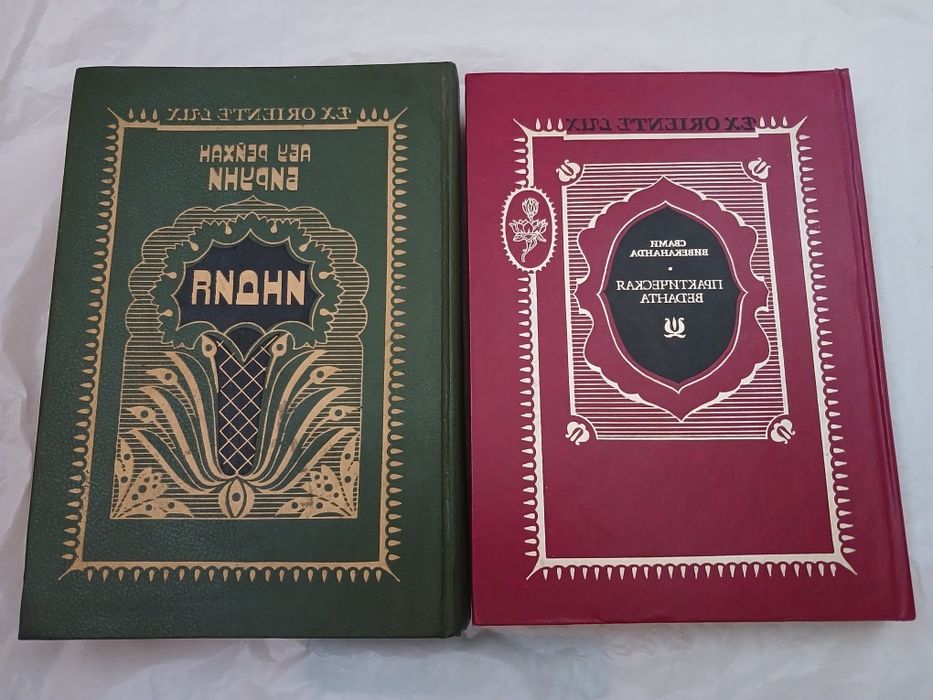 EX ORIENTE LUX
АБУ РЕЙХАН
БИРУНИ
ИНДИЯ
EX ORIENTE LUX
СВАМИ
ВИВЕКАНАНДА
ПРАКТИЧЕСКАЯ
ВЕДАНТА